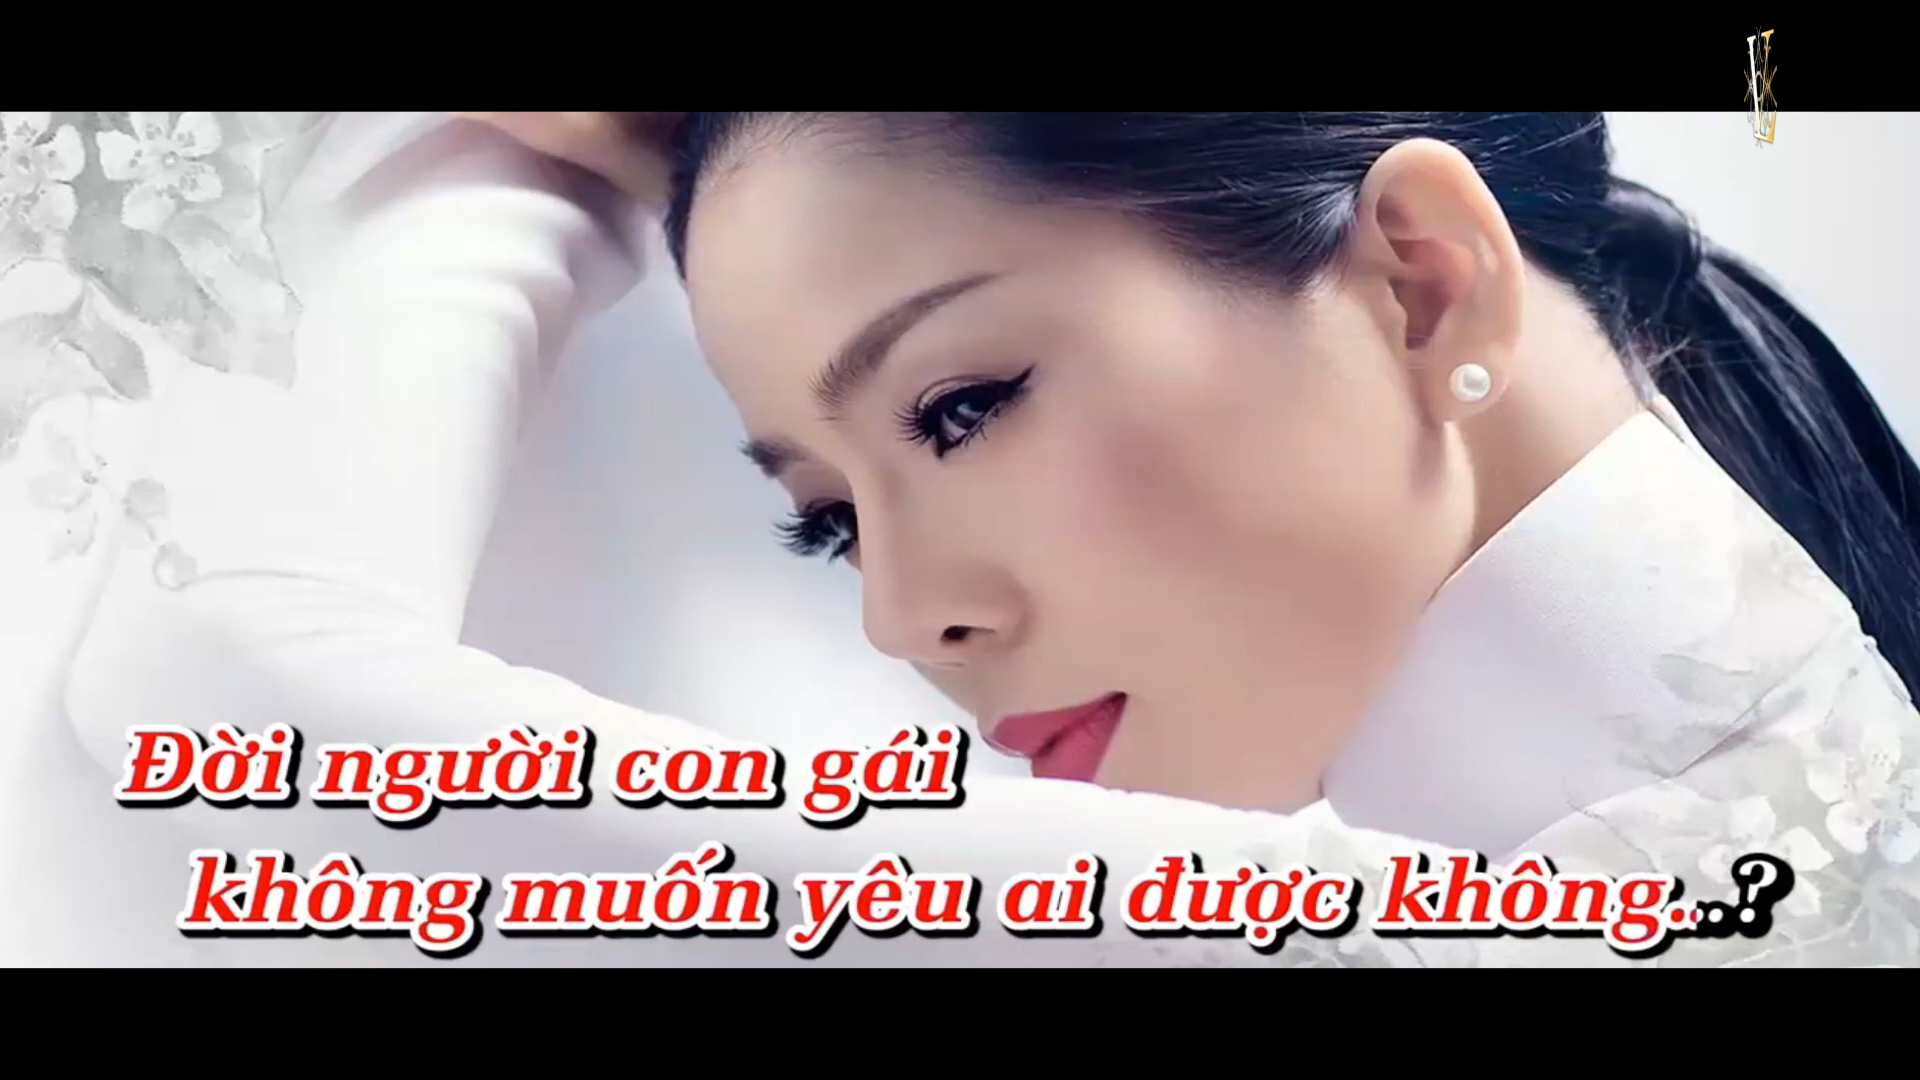 Đời người con gái
không muốn yêu ai được không...?